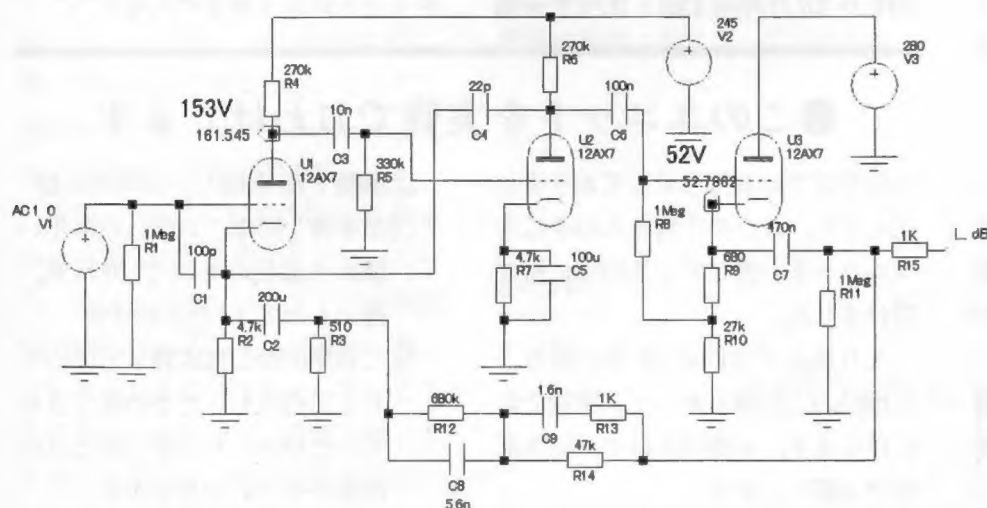 245
V2
280
V3
270k
R4
270k
R6
153V
161.545
10n
C3
22p
C4
100n
C6
U1
12AX7
U2
12AX7
U3
12AX7
52V
52.7802
330k
R5
AC 1 0
V1
1Meg
R1
100p
C1
1Meg
R8
4.7k
R7
100u
C5
680
R9
C7
1K
R15
dB
1Meg
R11
200u
C2
4.7k
R2
510
R3
27k
R10
680k
R12
1.6n
C9
1K
R13
47k
R14
C8
5.6n